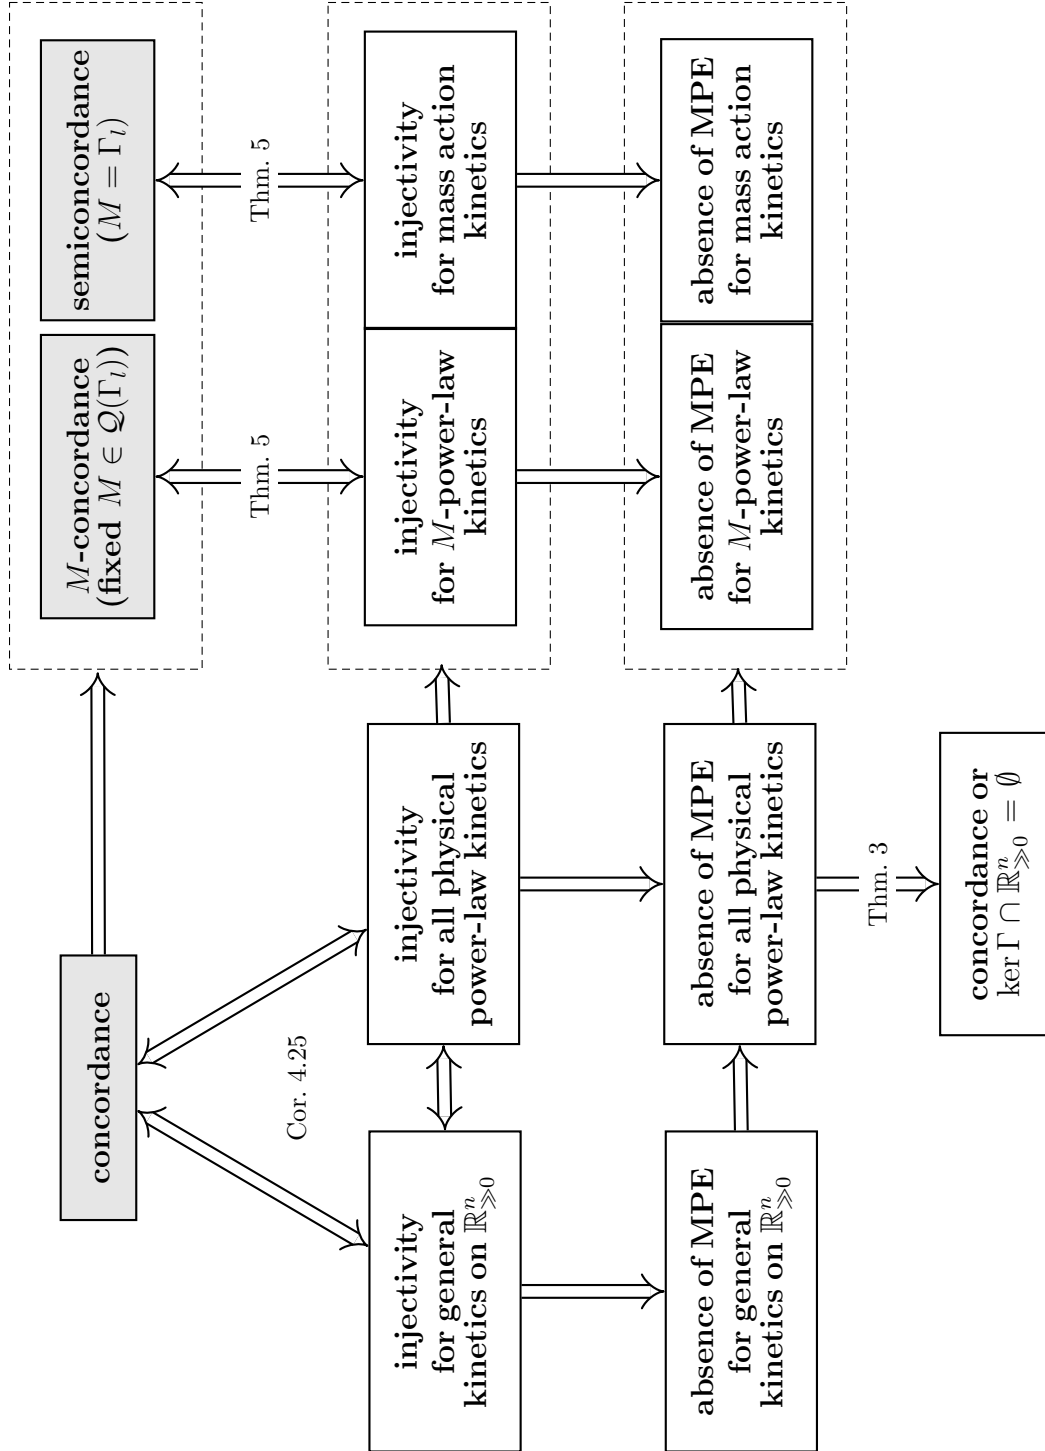 concordance
M-concordance
(fixed M ∈ 𝒬(Γ_l))
semiconcordance
(M = Γ_l)
Cor. 4.25
Thm. 5
Thm. 5
injectivity
for general
kinetics on ℝⁿ_≫0
injectivity
for all physical
power-law kinetics
injectivity
for M-power-law
kinetics
injectivity
for mass action
kinetics
absence of MPE
for general
kinetics on ℝⁿ_≫0
absence of MPE
for all physical
power-law kinetics
absence of MPE
for M-power-law
kinetics
absence of MPE
for mass action
kinetics
Thm. 3
concordance or
ker Γ ∩ ℝⁿ_≫0 = ∅